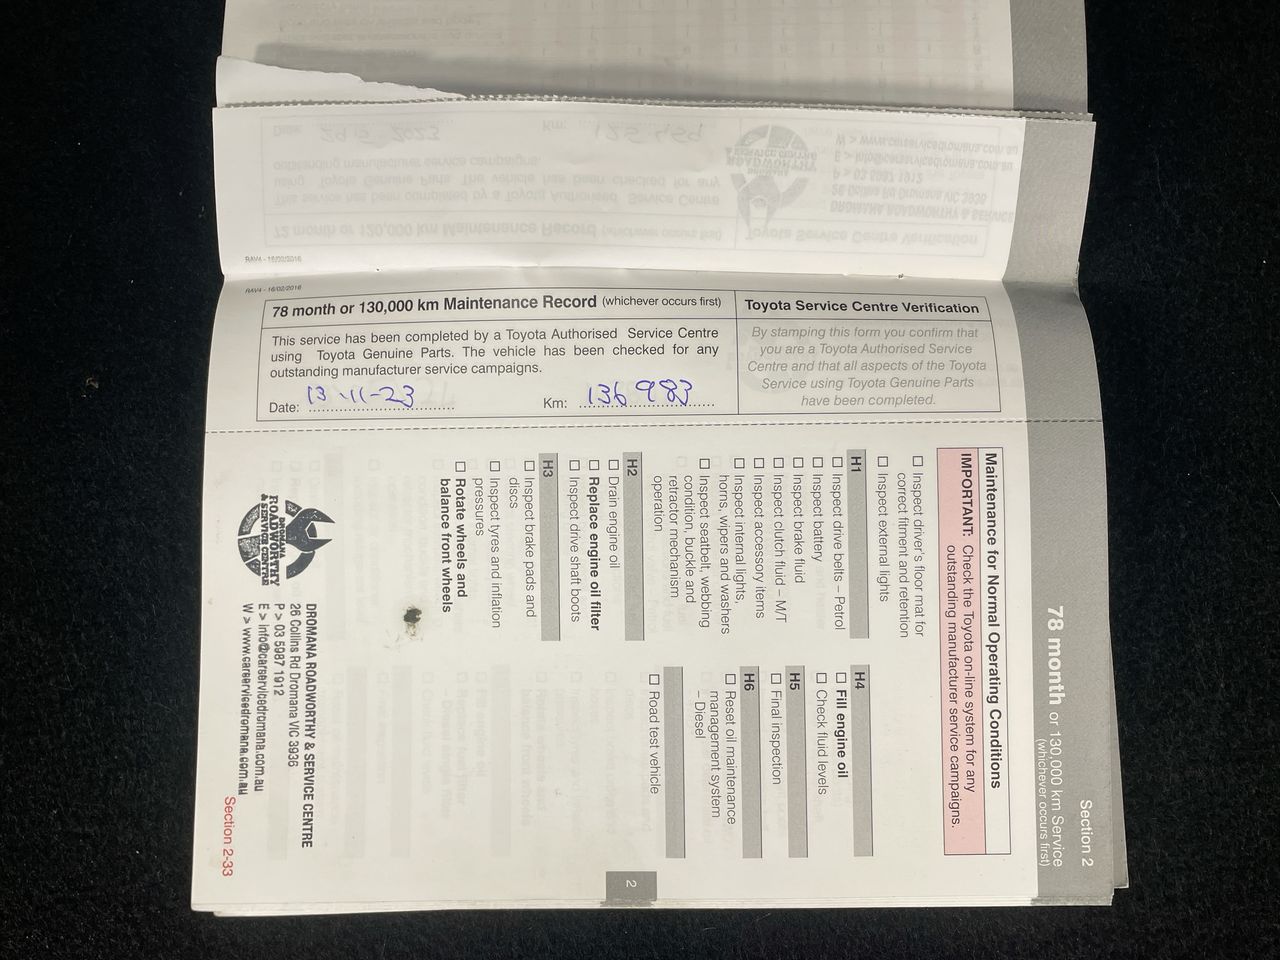 RAV4 - 16/02/2016
RAV4 - 16/02/2016
78 month or 130,000 km Maintenance Record (whichever occurs first)
This service has been completed by a Toyota Authorised Service Centre
using Toyota Genuine Parts. The vehicle has been checked for any
outstanding manufacturer service campaigns.
Date: 13-11-23 Km: 136 983
Toyota Service Centre Verification
By stamping this form you confirm that
you are a Toyota Authorised Service
Centre and that all aspects of the Toyota
Service using Toyota Genuine Parts
have been completed.
Section 2
78 month or 130,000 km Service
(whichever occurs first)
Maintenance for Normal Operating Conditions
IMPORTANT: Check the Toyota on-line system for any
outstanding manufacturer service campaigns.
☐ Inspect driver's floor mat for
correct fitment and retention
☐ Inspect external lights
H1
☐ Inspect drive belts – Petrol
☐ Inspect battery
☐ Inspect brake fluid
☐ Inspect clutch fluid – M/T
☐ Inspect accessory items
☐ Inspect internal lights,
horns, wipers and washers
☐ Inspect seatbelt, webbing
condition, buckle and
retractor mechanism
operation
H2
☐ Drain engine oil
☐ Replace engine oil filter
☐ Inspect drive shaft boots
H3
☐ Inspect brake pads and
discs
☐ Inspect tyres and inflation
pressures
☐ Rotate wheels and
balance front wheels
H4
☐ Fill engine oil
☐ Check fluid levels
H5
☐ Final inspection
H6
☐ Reset oil maintenance
management system
– Diesel
☐ Road test vehicle
2
DROMANA
ROADWORTHY
& SERVICE CENTRE
DROMANA ROADWORTHY & SERVICE CENTRE
26 Collins Rd Dromana VIC 3936
P > 03 5987 1912
E > info@carservicedromana.com.au
W > www.carservicedromana.com.au
Section 2-33